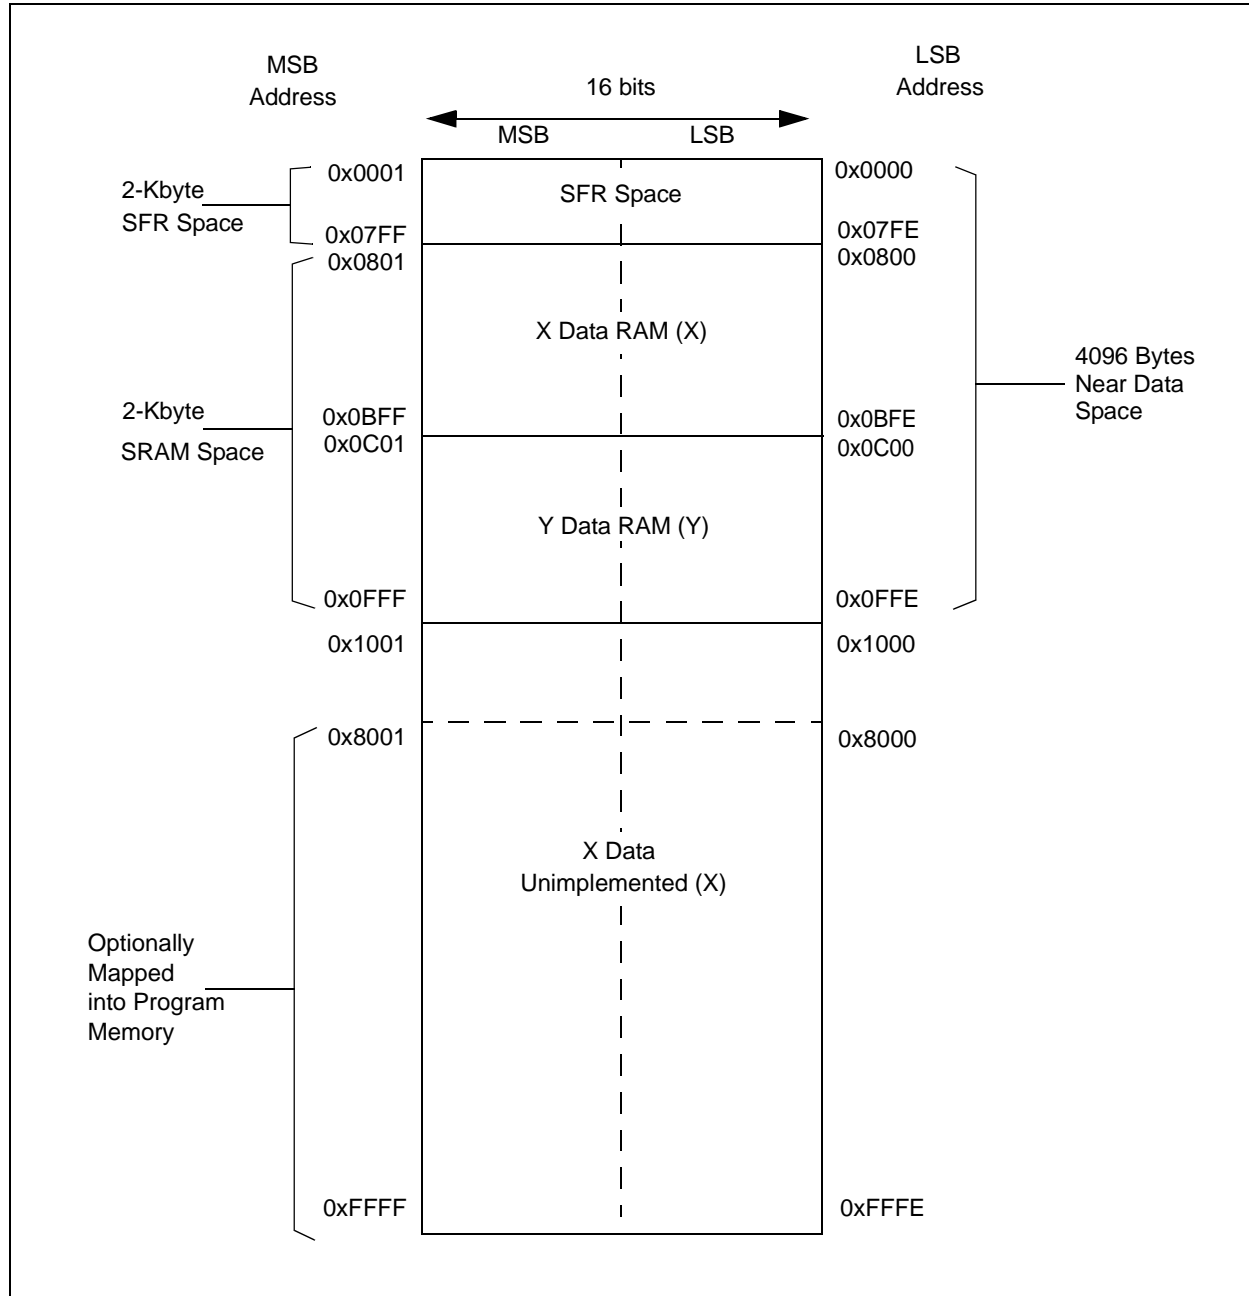 MSB
Address
16 bits
LSB
Address
MSB
LSB
2-Kbyte
SFR Space
0x0001
SFR Space
0x0000
0x07FF
0x07FE
0x0801
0x0800
X Data RAM (X)
4096 Bytes
Near Data
Space
2-Kbyte
SRAM Space
0x0BFF
0x0BFE
0x0C01
0x0C00
Y Data RAM (Y)
0x0FFF
0x0FFE
0x1001
0x1000
0x8001
0x8000
X Data
Unimplemented (X)
Optionally
Mapped
into Program
Memory
0xFFFF
0xFFFE